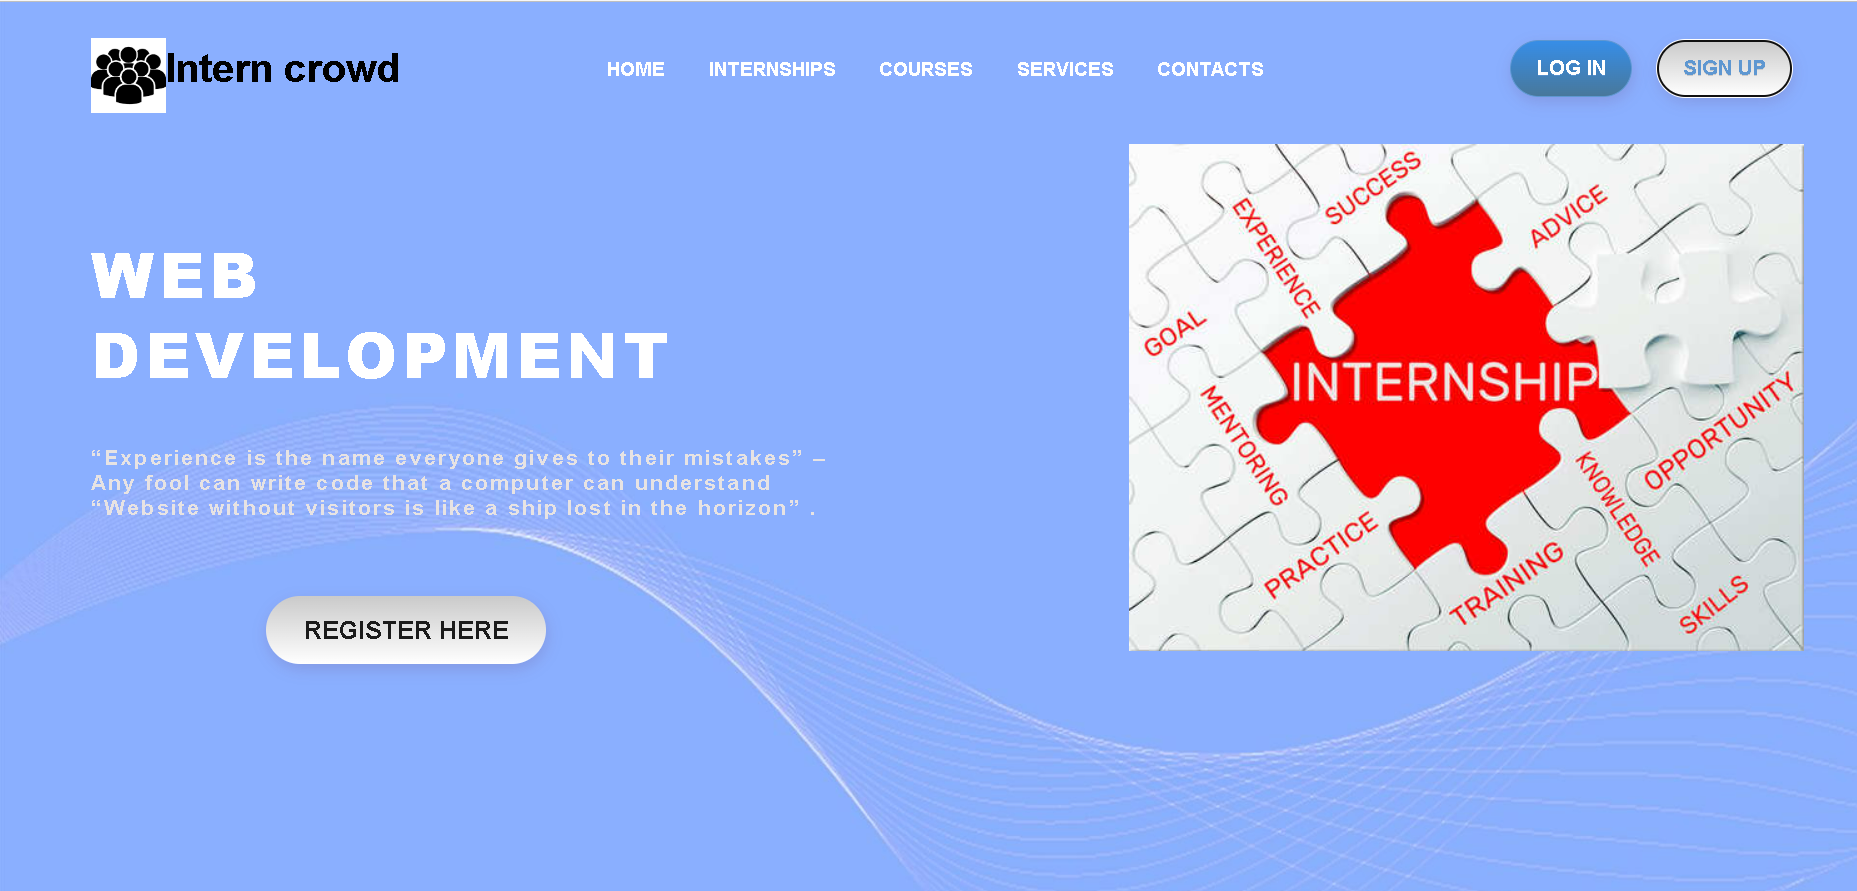 Intern crowd
HOME INTERNSHIPS COURSES SERVICES CONTACTS
LOG IN
SIGN UP
WEB
DEVELOPMENT
“Experience is the name everyone gives to their mistakes” –
Any fool can write code that a computer can understand
“Website without visitors is like a ship lost in the horizon” .
REGISTER HERE
SUCCESS
EXPERIENCE
ADVICE
GOAL
INTERNSHIP
MENTORING
OPPORTUNITY
KNOWLEDGE
PRACTICE
TRAINING
SKILLS